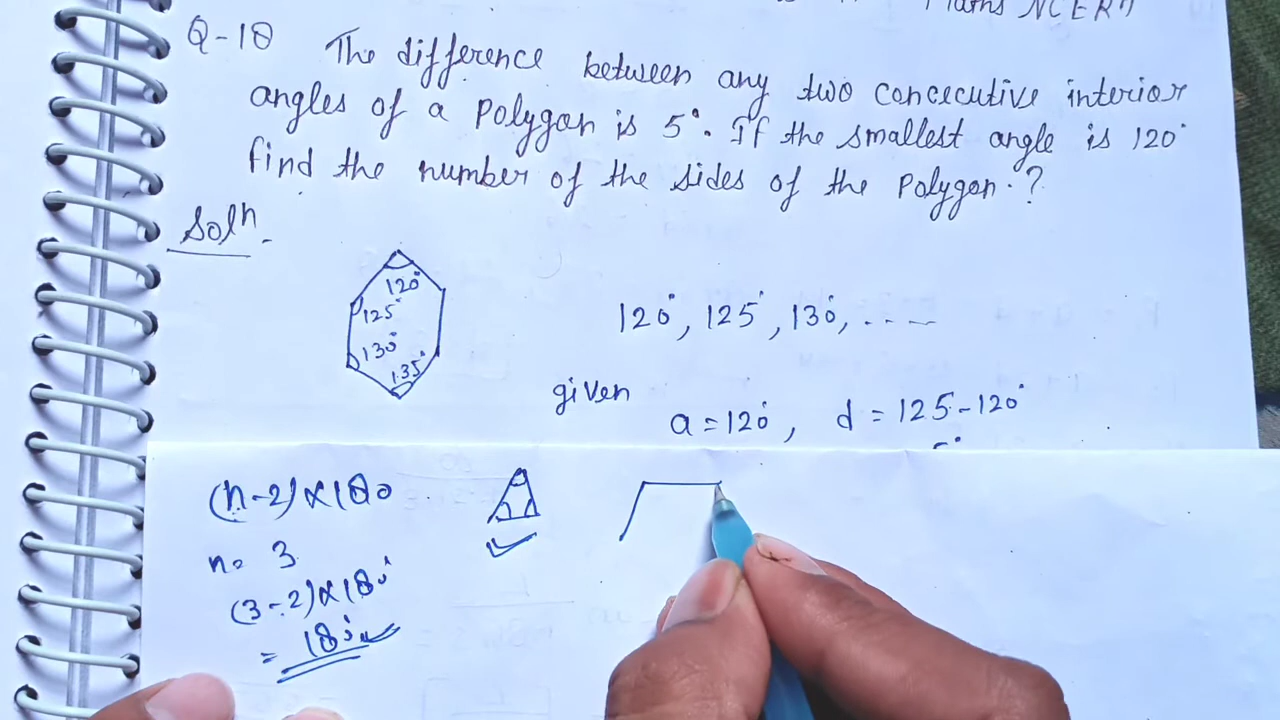 Maths NCERT
Q-18 The difference between any two concecutive interior
angles of a polygon is 5°. If the smallest angle is 120°
find the number of the sides of the polygon.?
Solⁿ.
120°
125°
130°
135°
120°, 125°, 130°, .....
given
a = 120°, d = 125-120°
(n-2)×180
n= 3
(3-2)×180°
= 180°